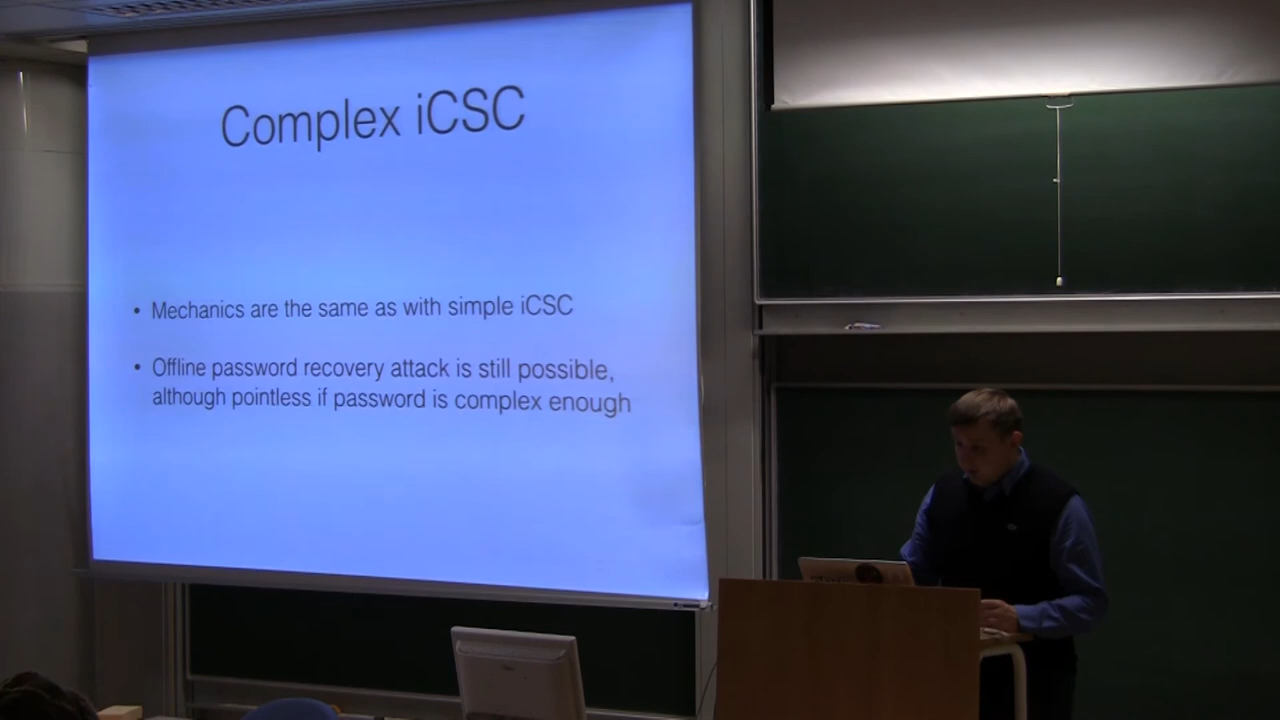 Complex iCSC
• Mechanics are the same as with simple iCSC
• Offline password recovery attack is still possible,
although pointless if password is complex enough